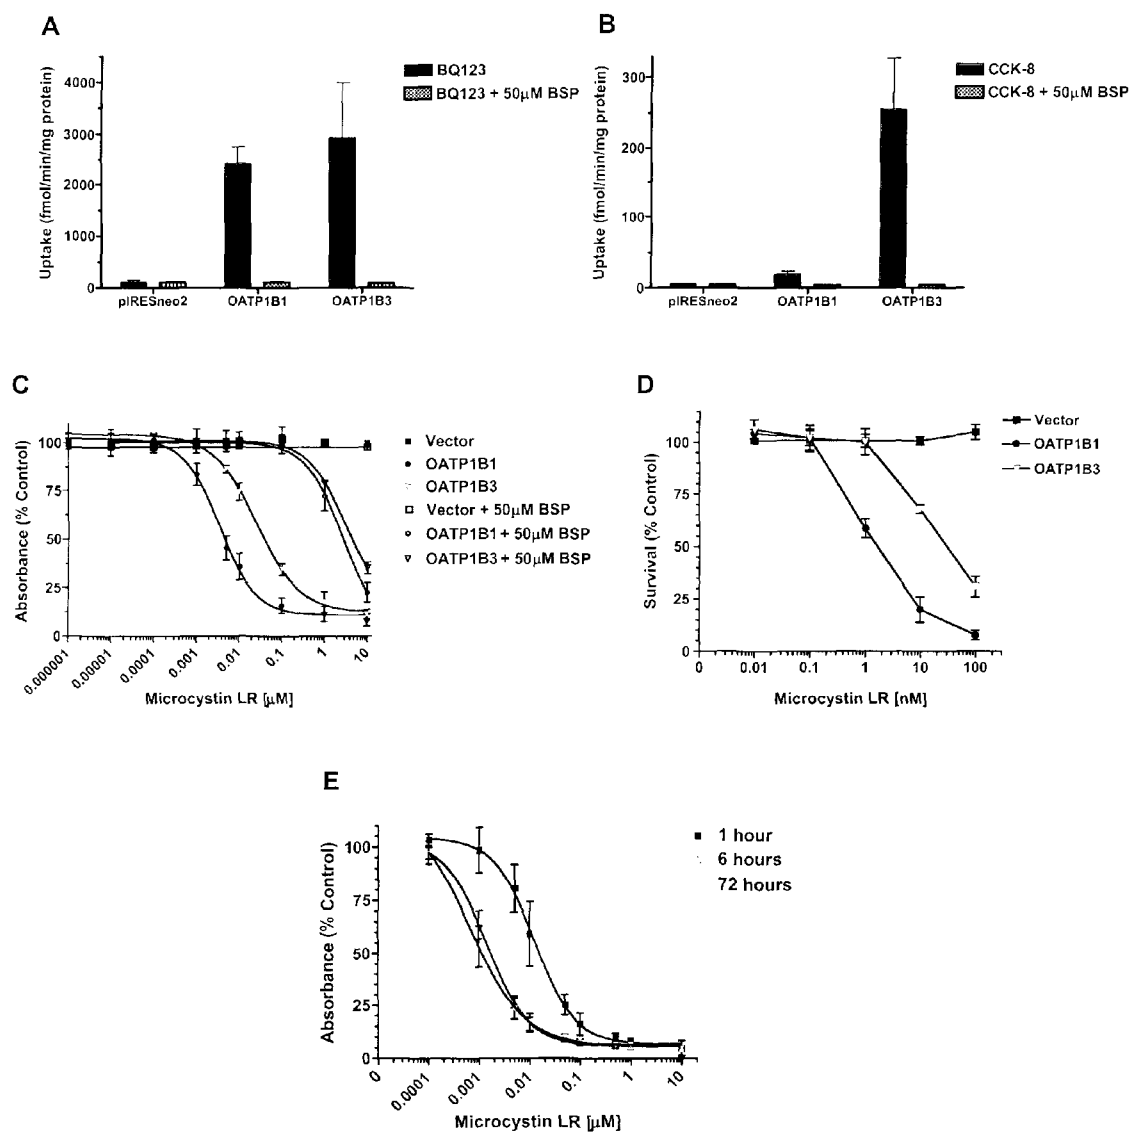 A
Uptake (fmol/min/mg protein)
4000
3000
2000
1000
0
pIRESneo2
OATP1B1
OATP1B3
BQ123
BQ123 + 50μM BSP
B
Uptake (fmol/min/mg protein)
300
200
100
0
pIRESneo2
OATP1B1
OATP1B3
CCK-8
CCK-8 + 50μM BSP
C
Absorbance (% Control)
100
75
50
25
0
0.000001
0.00001
0.0001
0.001
0.01
0.1
1
10
Microcystin LR [μM]
Vector
OATP1B1
OATP1B3
Vector + 50μM BSP
OATP1B1 + 50μM BSP
OATP1B3 + 50μM BSP
D
Survival (% Control)
100
75
50
25
0
0
0.01
0.1
1
10
100
Microcystin LR [nM]
Vector
OATP1B1
OATP1B3
E
Absorbance (% Control)
100
75
50
25
0
0
0.0001
0.001
0.01
0.1
1
10
Microcystin LR [μM]
1 hour
6 hours
72 hours